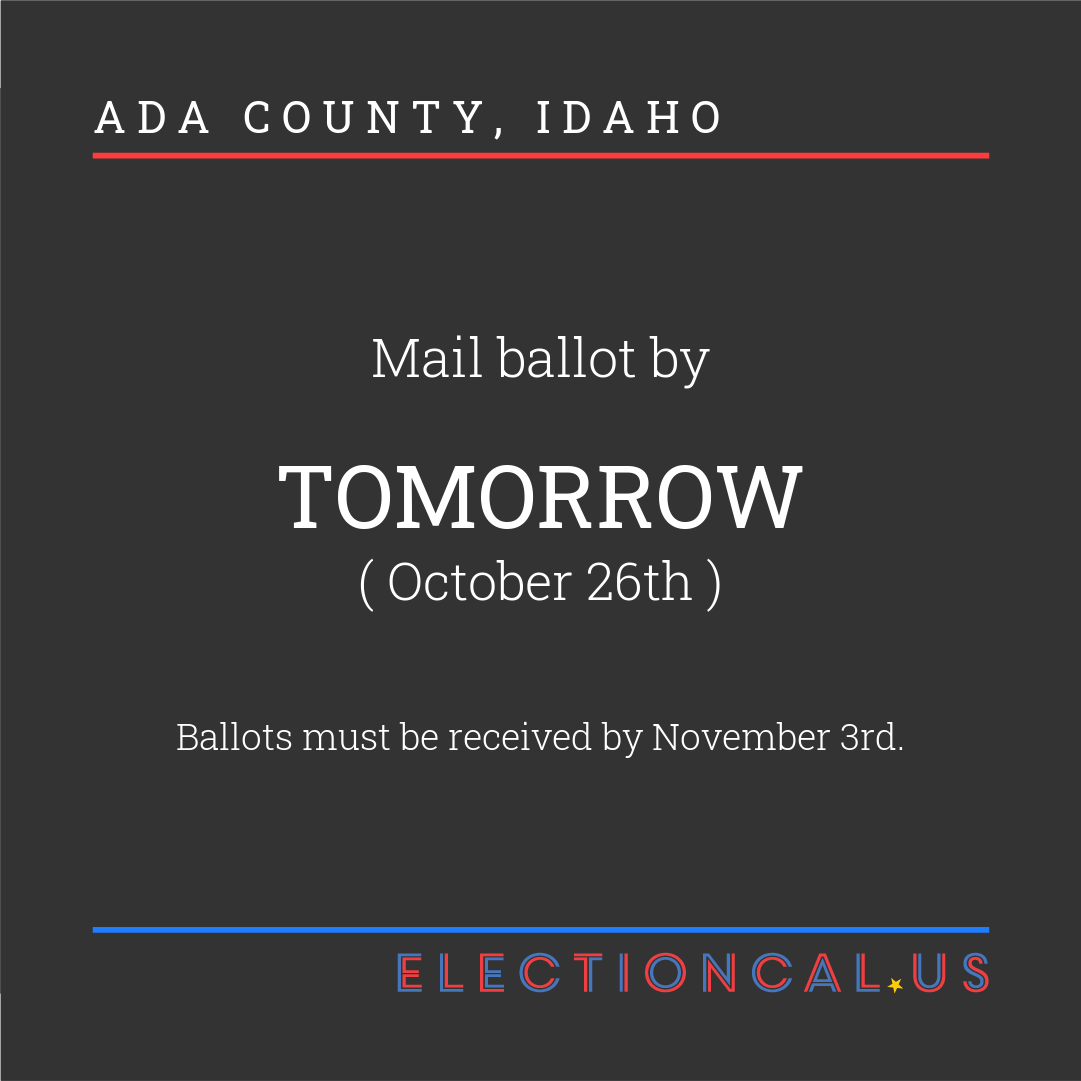 ADA COUNTY, IDAHO
Mail ballot by
TOMORROW
( October 26th )
Ballots must be received by November 3rd.
ELECTIONCAL.US